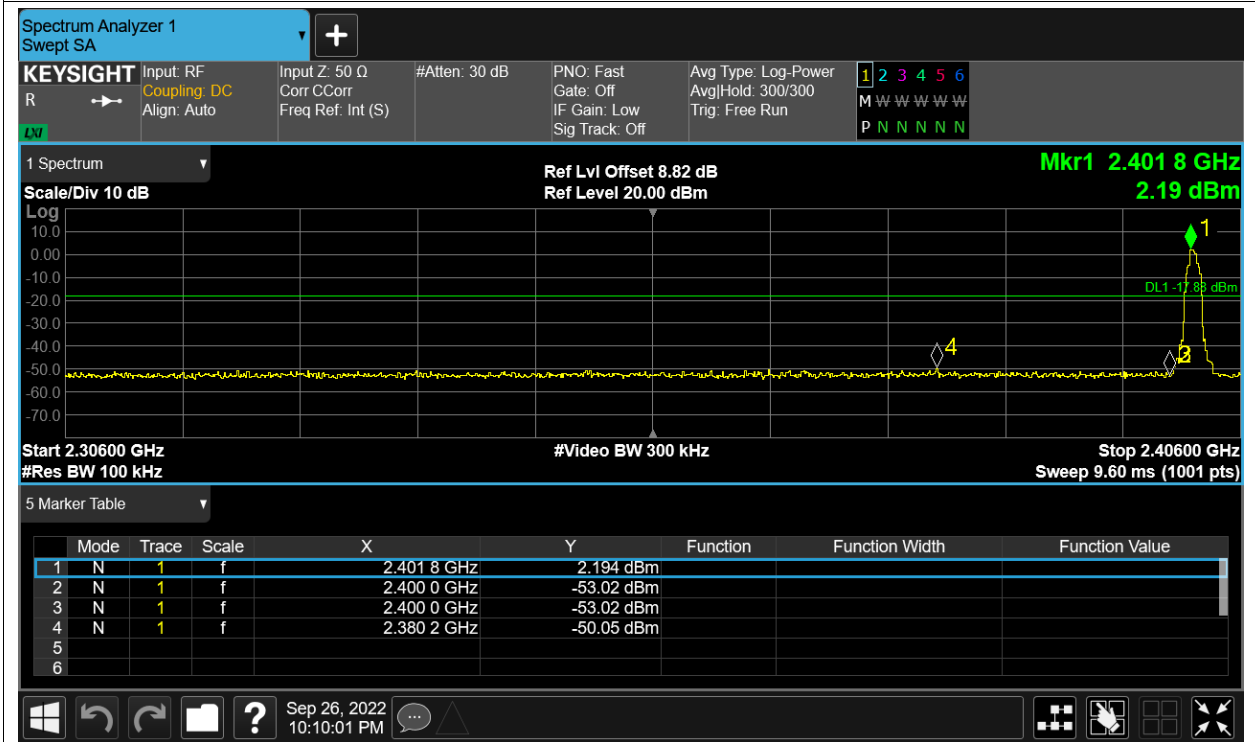 Spectrum Analyzer 1
Swept SA
+
KEYSIGHT
R
LXI
Input: RF
Coupling: DC
Align: Auto
Input Z: 50 Ω
Corr CCorr
Freq Ref: Int (S)
#Atten: 30 dB
PNO: Fast
Gate: Off
IF Gain: Low
Sig Track: Off
Avg Type: Log-Power
Avg|Hold: 300/300
Trig: Free Run
1 2 3 4 5 6
M W W W W W
P N N N N N
1 Spectrum
Scale/Div 10 dB
Ref Lvl Offset 8.82 dB
Ref Level 20.00 dBm
Mkr1 2.401 8 GHz
2.19 dBm
Log
10.0
0.00
-10.0
-20.0
-30.0
-40.0
-50.0
-60.0
-70.0
1
DL1 -17.83 dBm
4
Start 2.30600 GHz
#Video BW 300 kHz
Stop 2.40600 GHz
#Res BW 100 kHz
Sweep 9.60 ms (1001 pts)
5 Marker Table
Mode Trace Scale X Y Function Function Width Function Value
1 N 1 f 2.401 8 GHz 2.194 dBm
2 N 1 f 2.400 0 GHz -53.02 dBm
3 N 1 f 2.400 0 GHz -53.02 dBm
4 N 1 f 2.380 2 GHz -50.05 dBm
5
6
?
Sep 26, 2022
10:10:01 PM